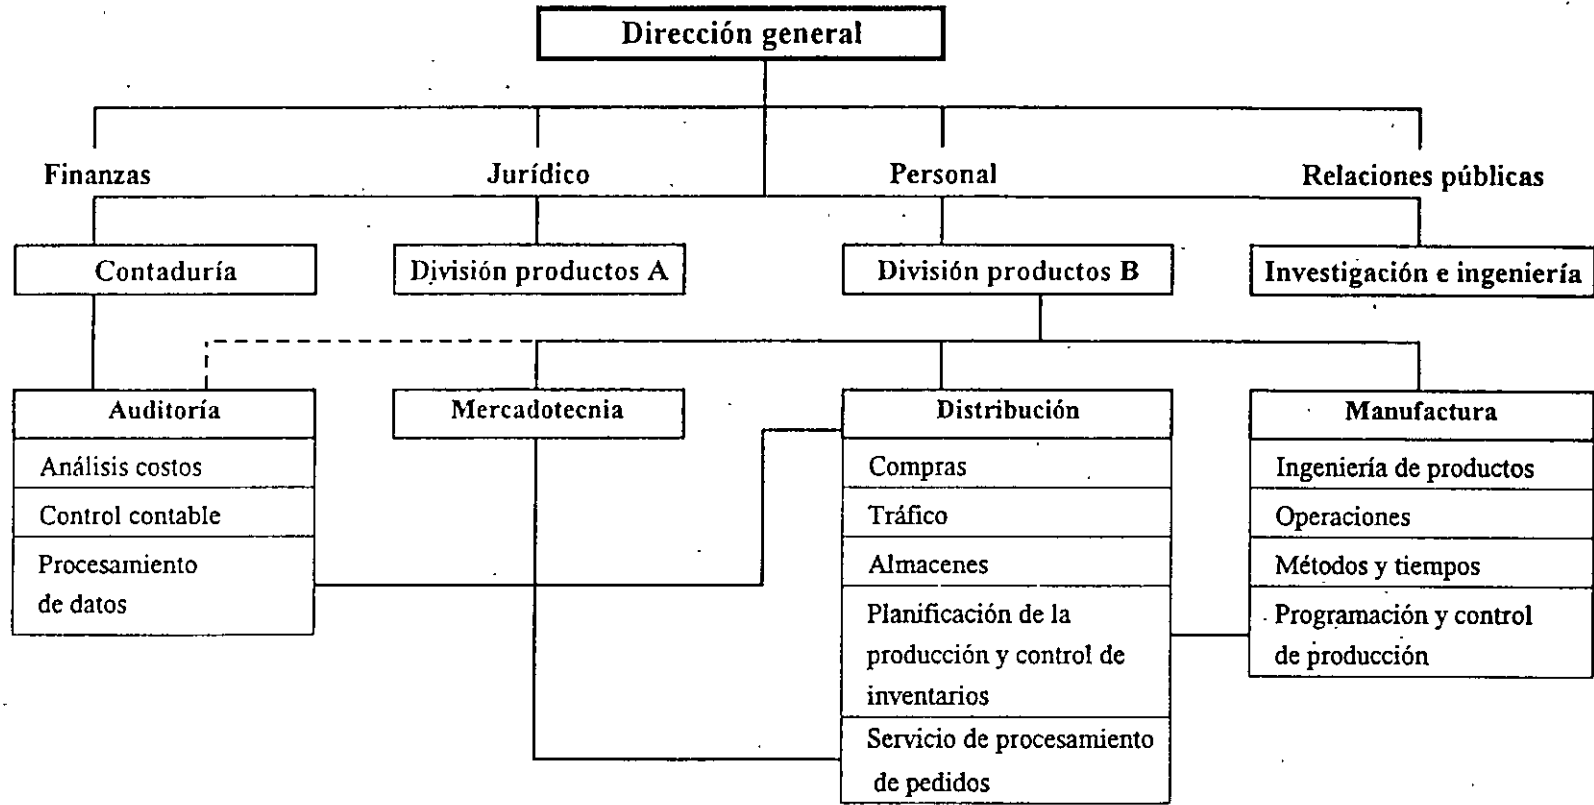 Dirección general
Finanzas
Jurídico
Personal
Relaciones públicas
Contaduría
División productos A
División productos B
Investigación e ingeniería
Auditoría
Análisis costos
Control contable
Procesamiento
de datos
Mercadotecnia
Distribución
Compras
Tráfico
Almacenes
Planificación de la
producción y control de
inventarios
Servicio de procesamiento
de pedidos
Manufactura
Ingeniería de productos
Operaciones
Métodos y tiempos
Programación y control
de producción